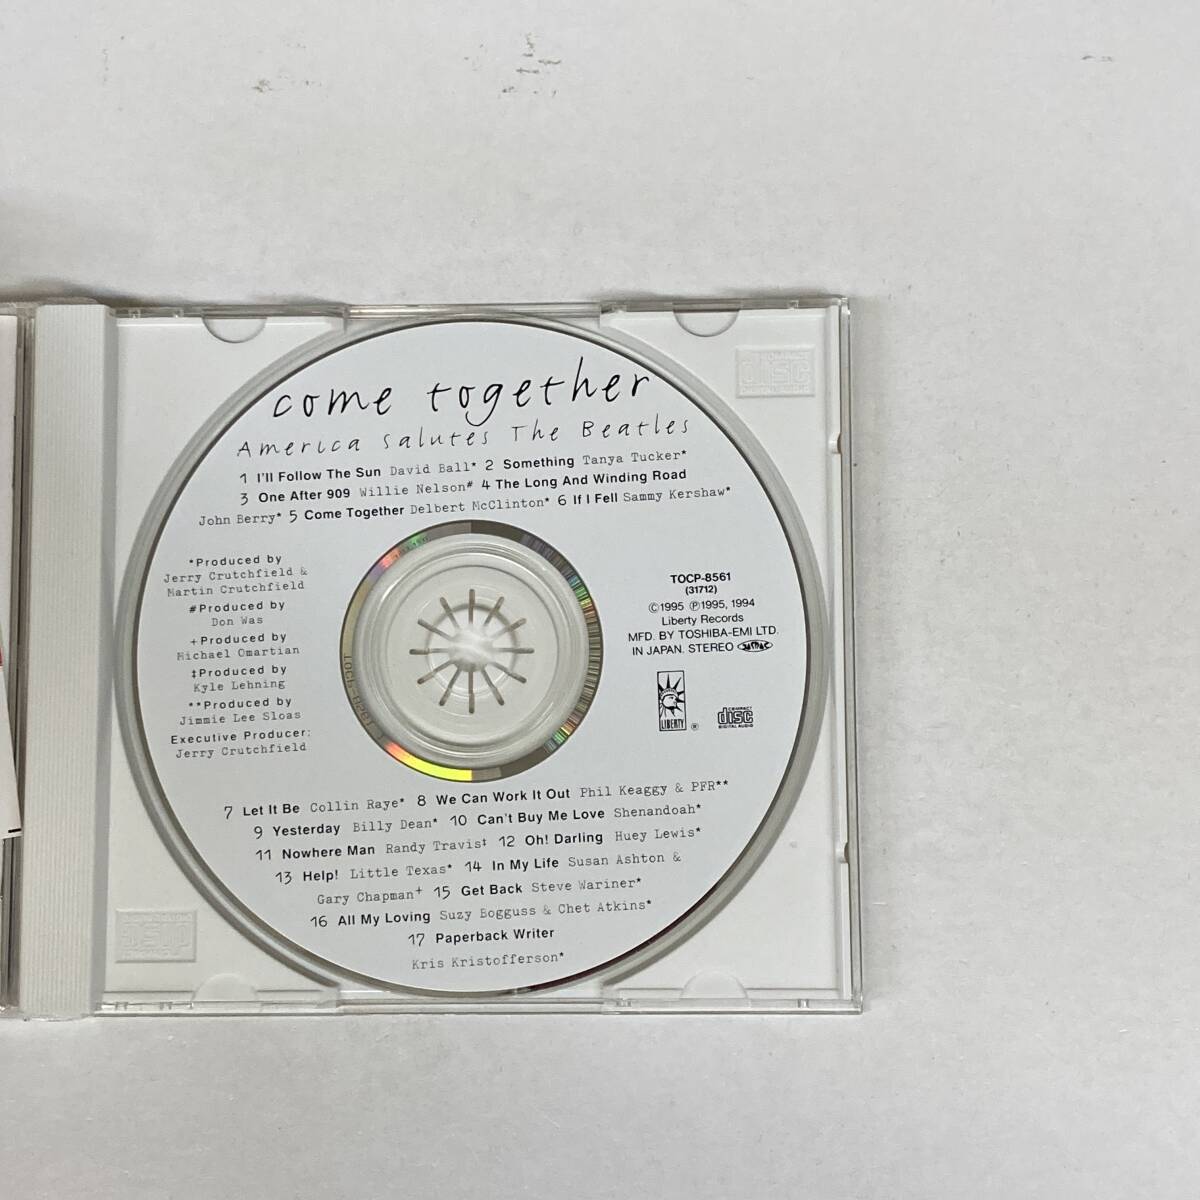 come together
America Salutes The Beatles
1 I'll Follow The Sun David Ball* 2 Something Tanya Tucker*
3 One After 909 Willie Nelson# 4 The Long And Winding Road
John Berry* 5 Come Together Delbert McClinton* 6 If I Fell Sammy Kershaw*
*Produced by
Jerry Crutchfield &
Martin Crutchfield
#Produced by
Don Was
+Produced by
Michael Omartian
‡Produced by
Kyle Lehning
**Produced by
Jimmie Lee Sloas
Executive Producer:
Jerry Crutchfield
TOCP-8561
(31712)
©1995 ℗1995, 1994
Liberty Records
MFD. BY TOSHIBA-EMI LTD.
IN JAPAN. STEREO JASRAC
LIBERTY ®
COMPACT
disc
DIGITAL AUDIO
7 Let It Be Collin Raye* 8 We Can Work It Out Phil Keaggy & PFR**
9 Yesterday Billy Dean* 10 Can't Buy Me Love Shenandoah*
11 Nowhere Man Randy Travis‡ 12 Oh! Darling Huey Lewis*
13 Help! Little Texas* 14 In My Life Susan Ashton &
Gary Chapman+ 15 Get Back Steve Wariner*
16 All My Loving Suzy Bogguss & Chet Atkins*
17 Paperback Writer
Kris Kristofferson*
COMPACT
disc
DIGITAL AUDIO